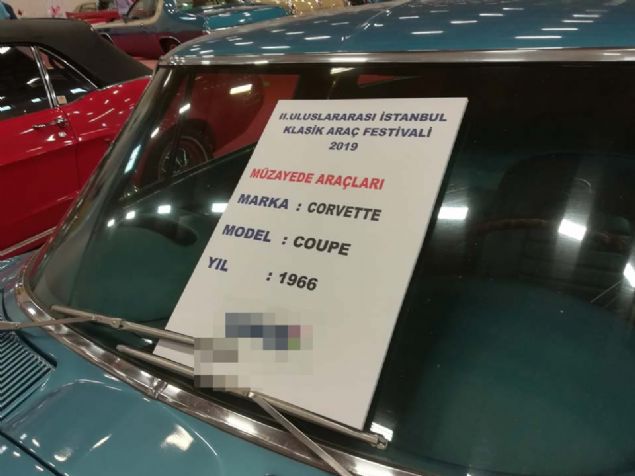 II.ULUSLARARASI İSTANBUL
KLASİK ARAÇ FESTİVALİ
2019
MÜZAYEDE ARAÇLARI
MARKA : CORVETTE
MODEL : COUPE
YIL : 1966